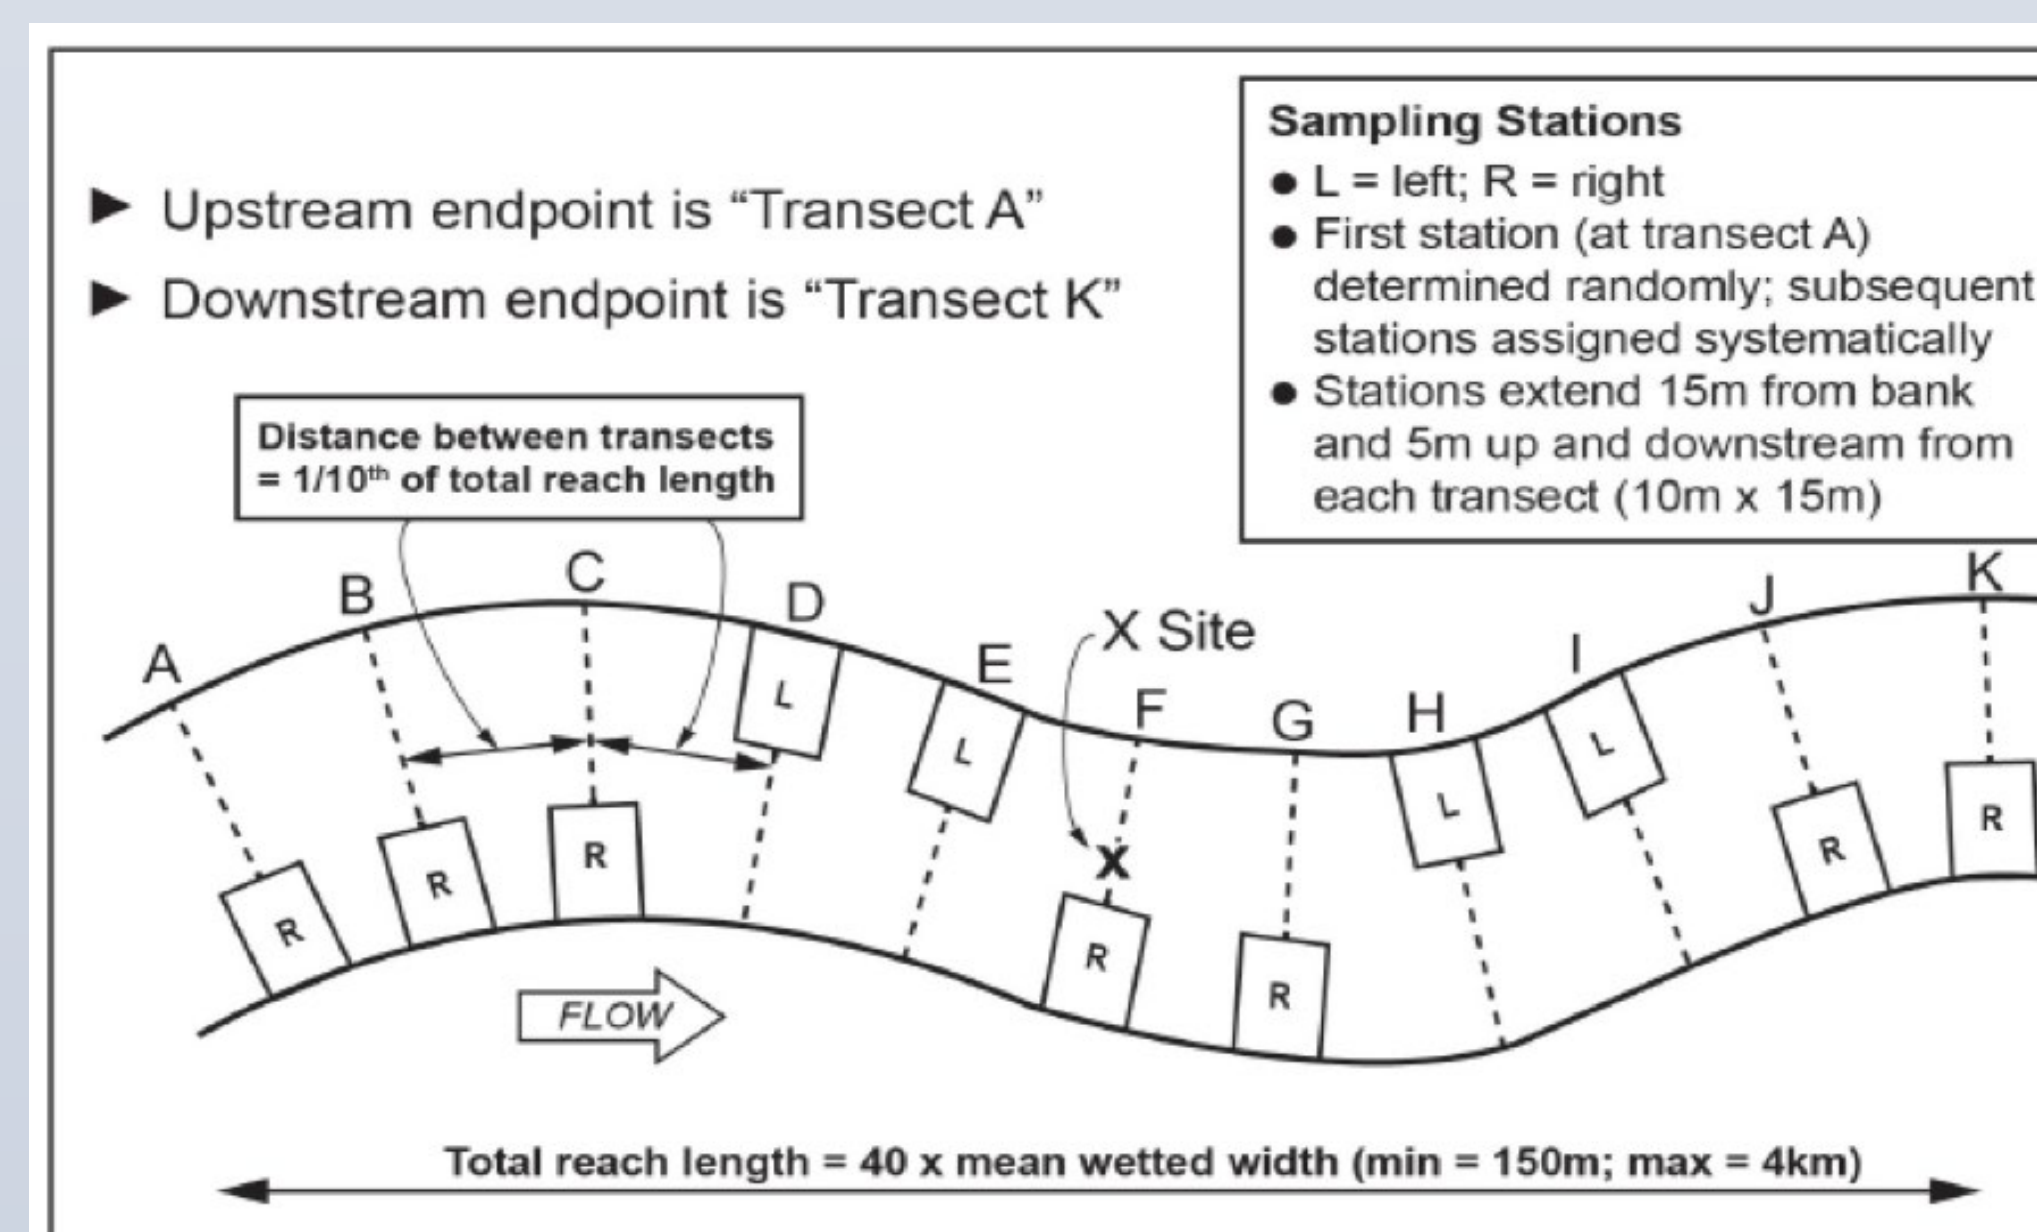 ► Upstream endpoint is “Transect A”
► Downstream endpoint is “Transect K”
Sampling Stations
● L = left; R = right
● First station (at transect A)
determined randomly; subsequent
stations assigned systematically
● Stations extend 15m from bank
and 5m up and downstream from
each transect (10m x 15m)
Distance between transects
= 1/10th of total reach length
A
B
C
D
E
X Site
F
G
H
I
J
K
L
L
L
L
X
R
R
R
R
R
R
R
FLOW
Total reach length = 40 x mean wetted width (min = 150m; max = 4km)